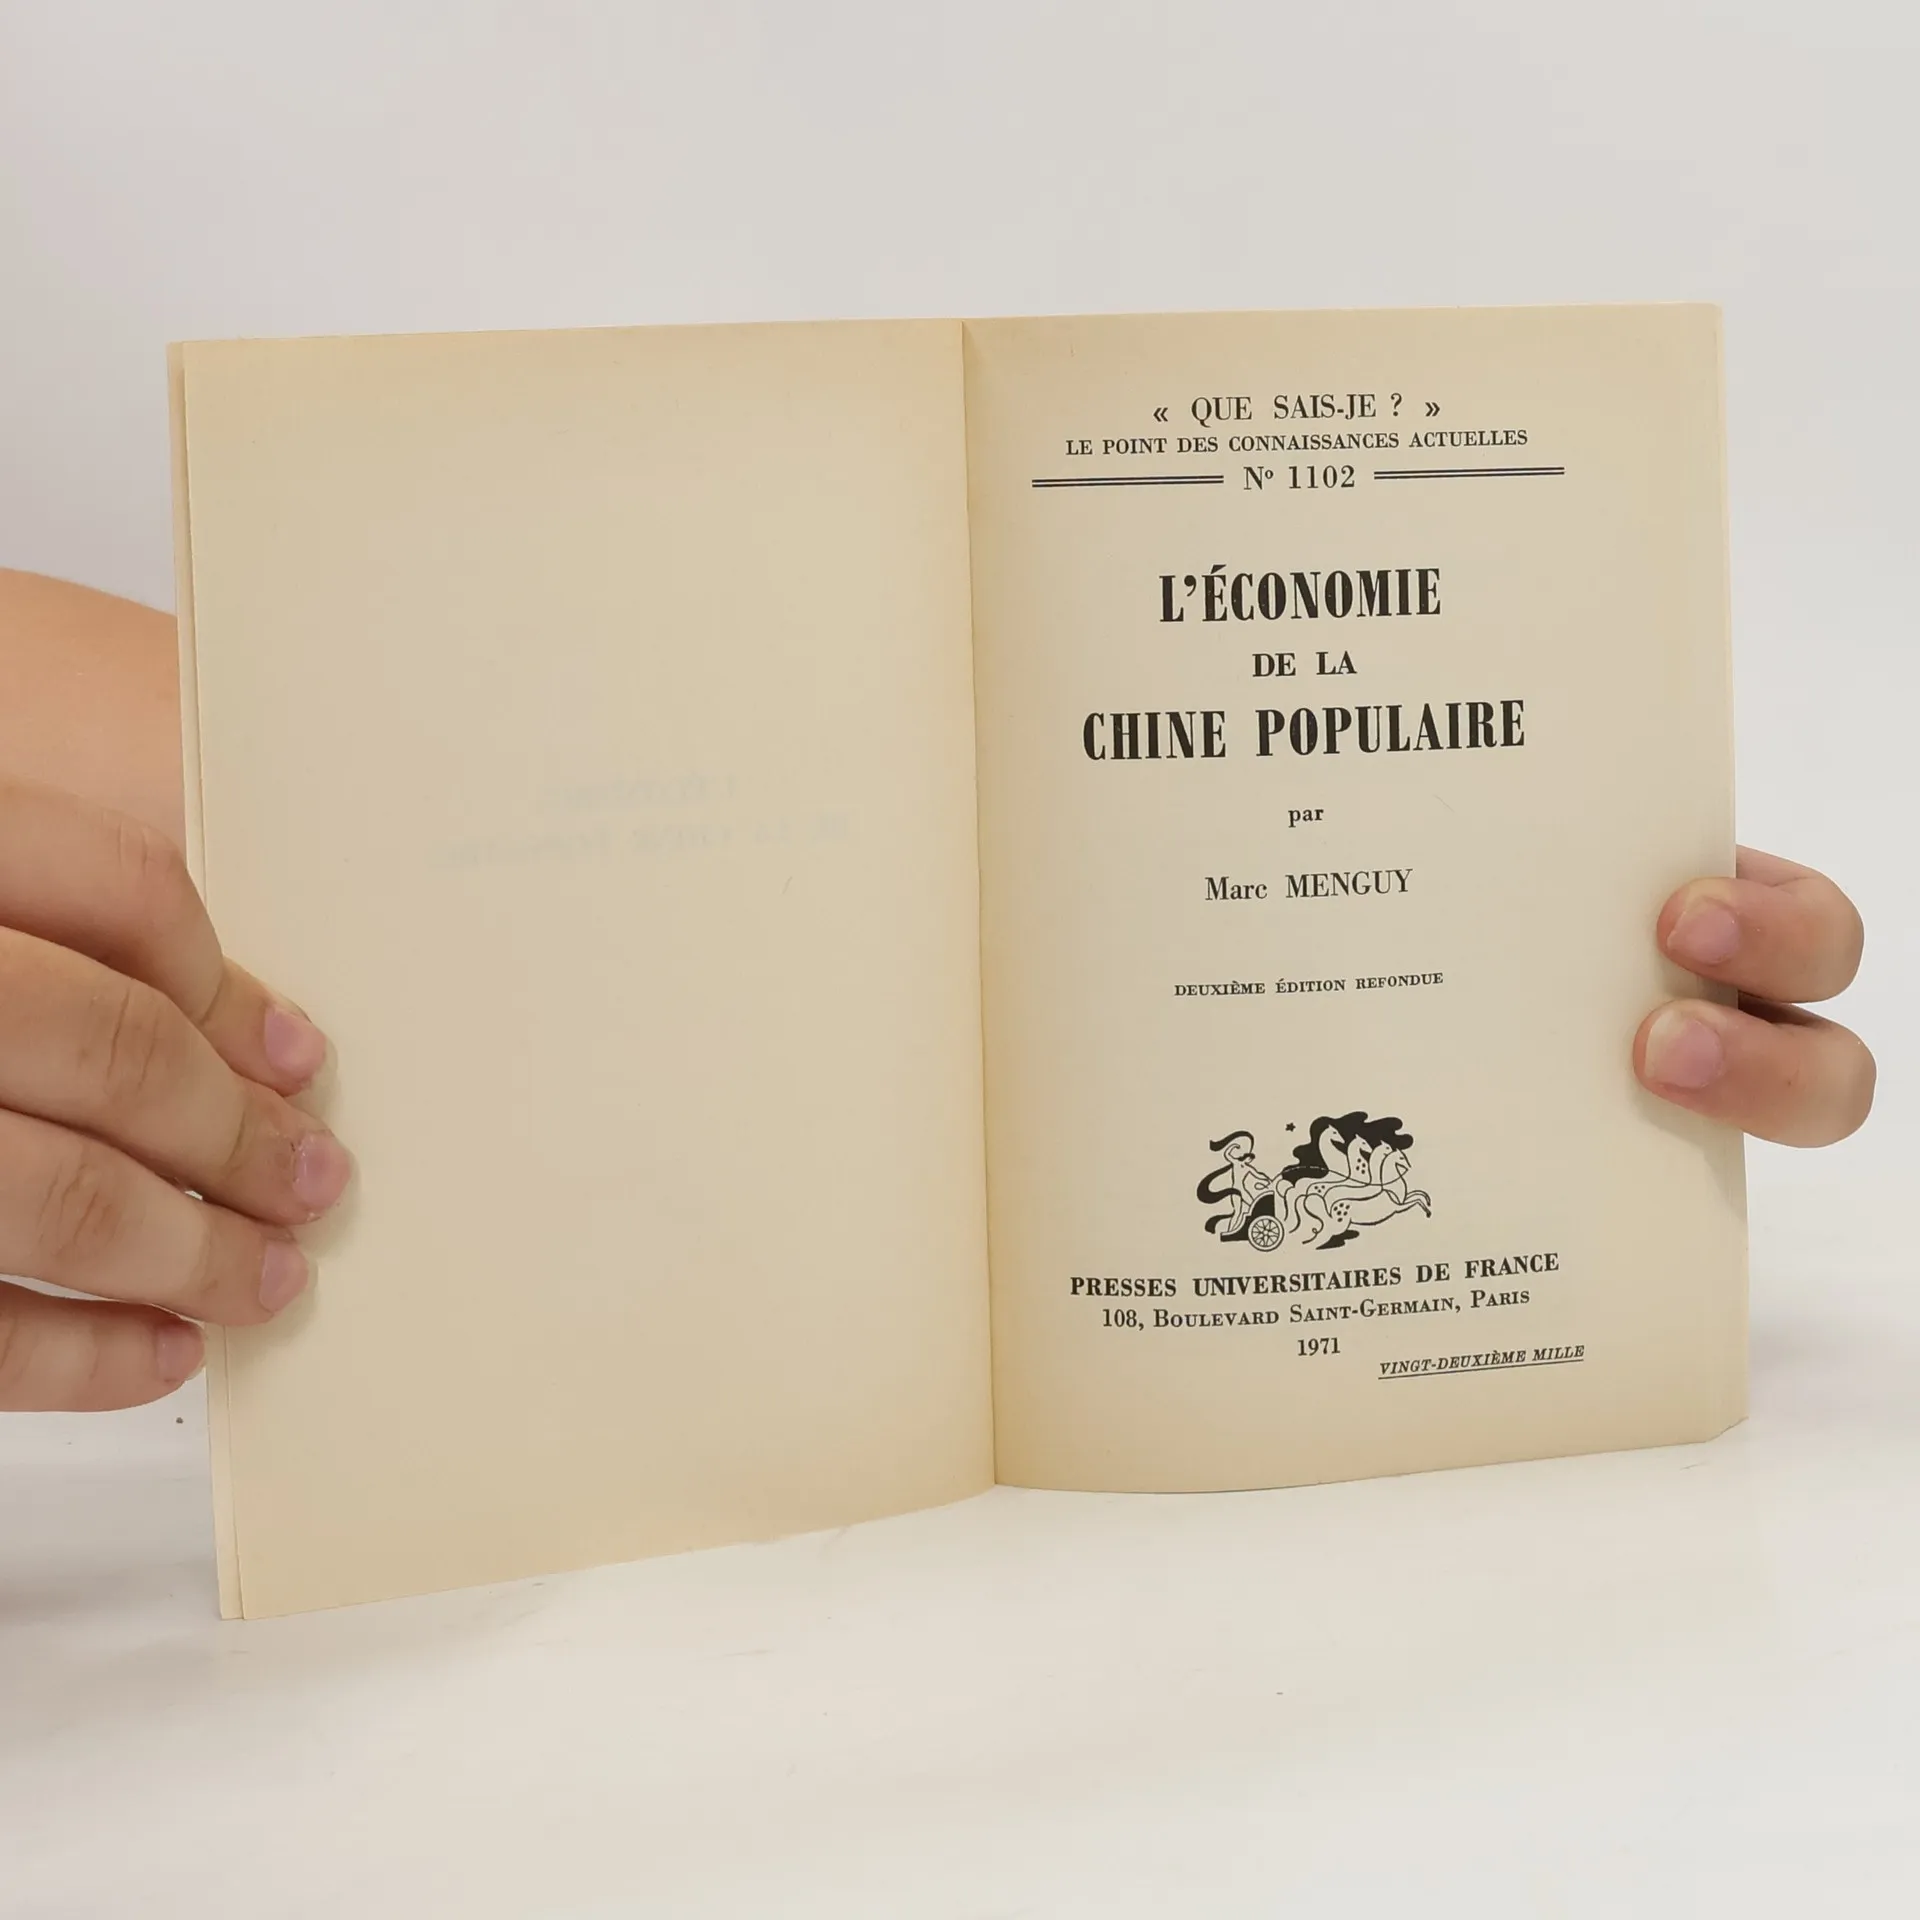 « QUE SAIS-JE ? »
LE POINT DES CONNAISSANCES ACTUELLES
Nº 1102
L'ÉCONOMIE
DE LA
CHINE POPULAIRE
par
Marc MENGUY
DEUXIÈME ÉDITION REFONDUE
PRESSES UNIVERSITAIRES DE FRANCE
108, BOULEVARD SAINT-GERMAIN, PARIS
1971
VINGT-DEUXIÈME MILLE